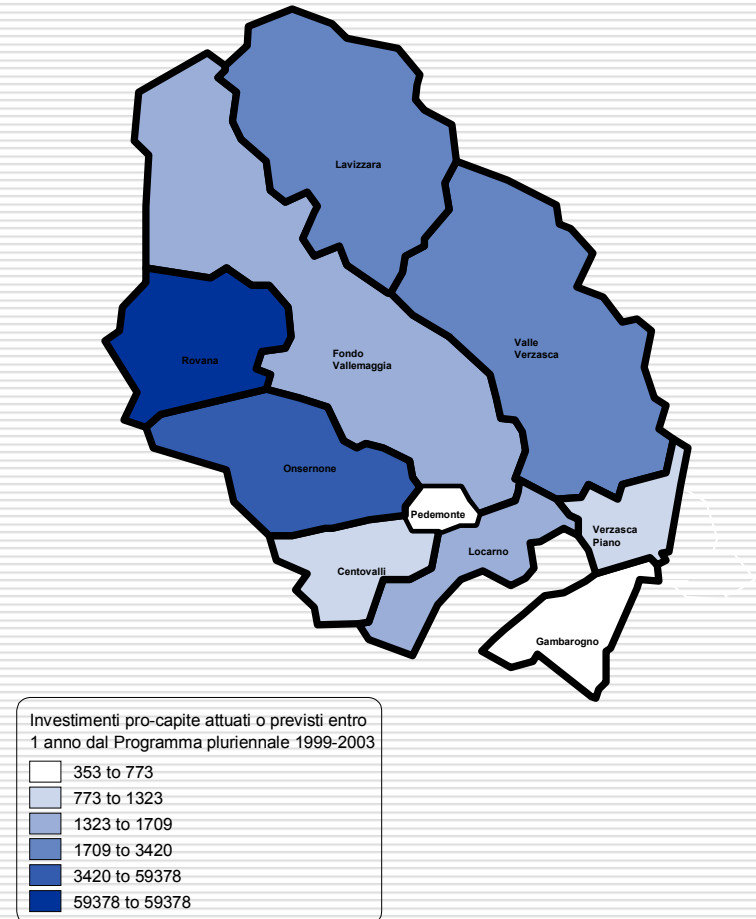 Lavizzara
Valle
Verzasca
Fondo
Vallemaggia
Rovana
Onsernone
Pedemonte
Verzasca
Piano
Locarno
Centovalli
Gambarogno
Investimenti pro-capite attuati o previsti entro
1 anno dal Programma pluriennale 1999-2003
353 to 773
773 to 1323
1323 to 1709
1709 to 3420
3420 to 59378
59378 to 59378